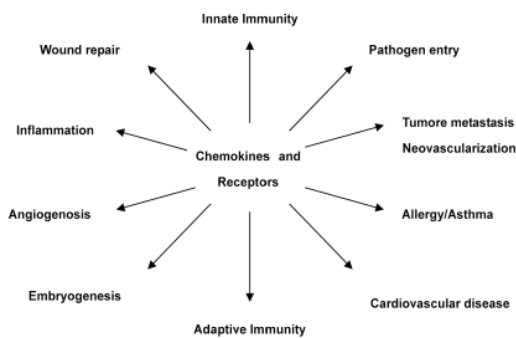 Innate Immunity
Wound repair
Pathogen entry
Inflammation
Tumore metastasis
Neovascularization
Chemokines and
Receptors
Angiogenosis
Allergy/Asthma
Embryogenesis
Cardiovascular disease
Adaptive Immunity